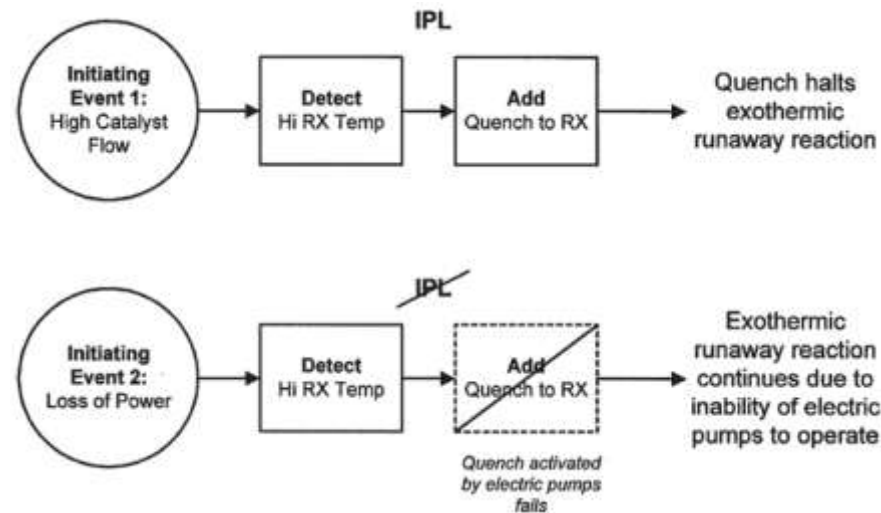 IPL
Initiating
Event 1:
High Catalyst
Flow
Detect
Hi RX Temp
Add
Quench to RX
Quench halts
exothermic
runaway reaction
IPL
Initiating
Event 2:
Loss of Power
Detect
Hi RX Temp
Add
Quench to RX
Quench activated
by electric pumps
fails
Exothermic
runaway reaction
continues due to
inability of electric
pumps to operate